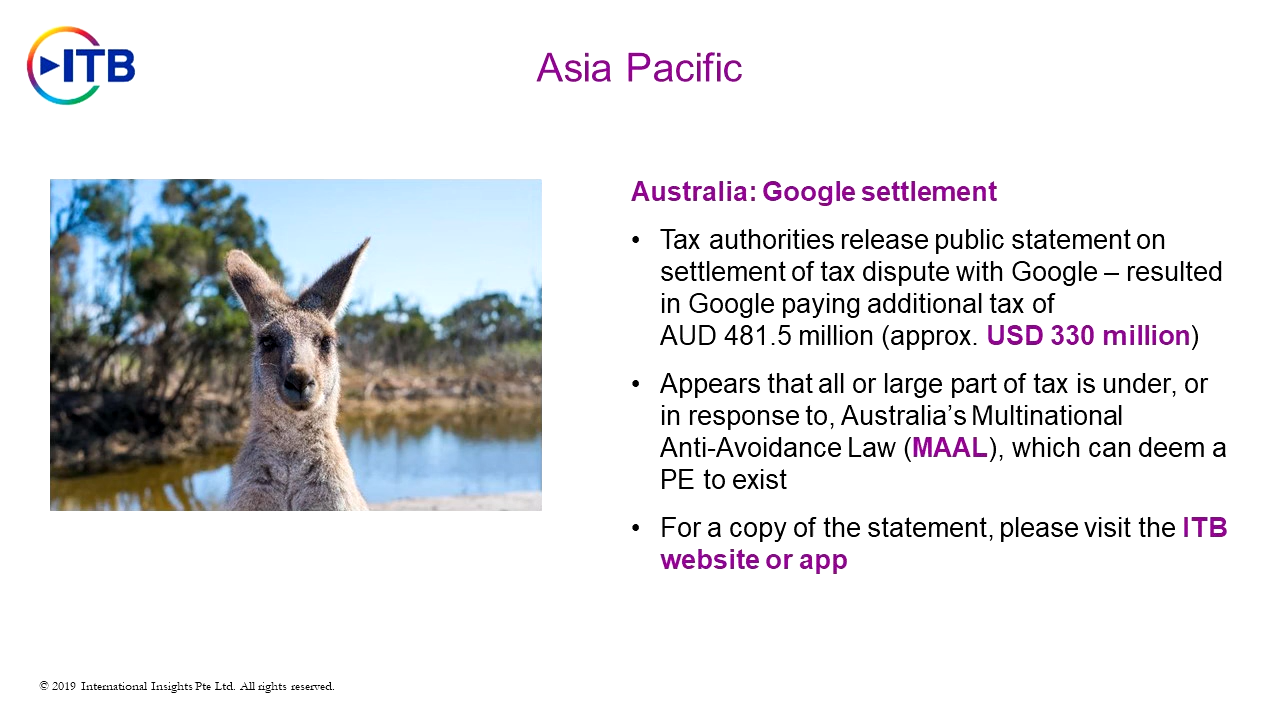 ITB
Asia Pacific
Australia: Google settlement
• Tax authorities release public statement on
settlement of tax dispute with Google – resulted
in Google paying additional tax of
AUD 481.5 million (approx. USD 330 million)
• Appears that all or large part of tax is under, or
in response to, Australia’s Multinational
Anti-Avoidance Law (MAAL), which can deem a
PE to exist
• For a copy of the statement, please visit the ITB
website or app
© 2019 International Insights Pte Ltd. All rights reserved.